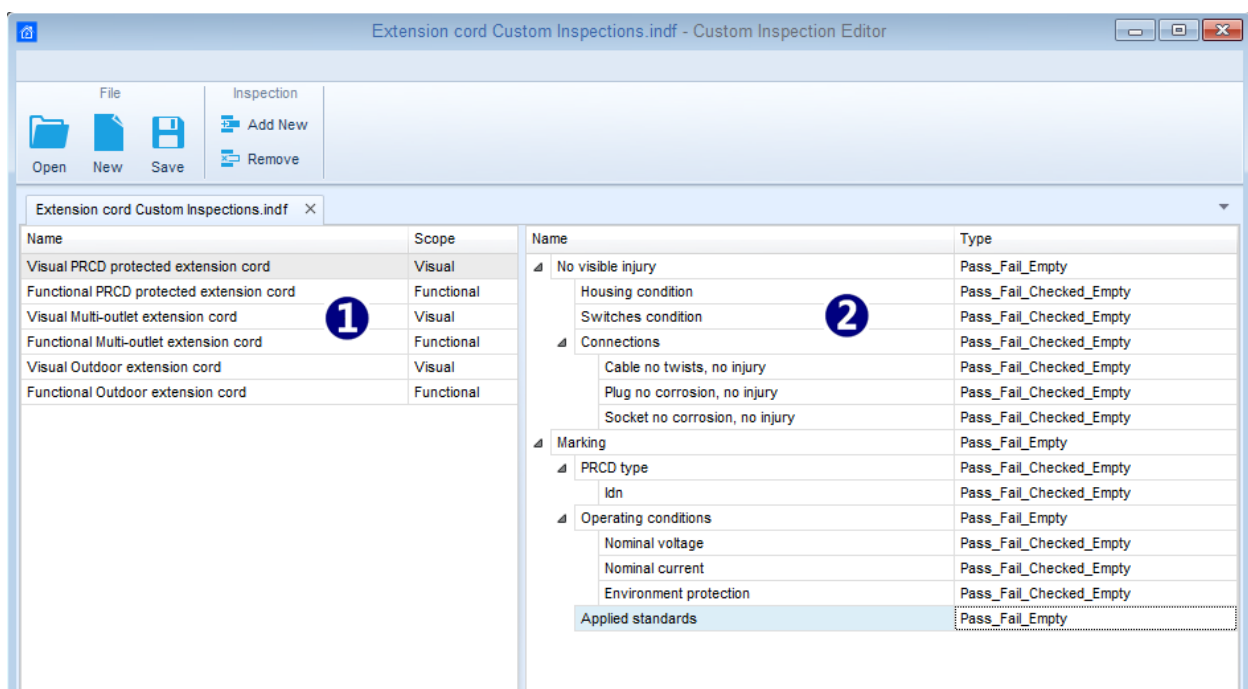 Extension cord Custom Inspections.indf - Custom Inspection Editor
File Inspection
Open New Save Add New
Remove
Extension cord Custom Inspections.indf
Name Scope
Visual PRCD protected extension cord Visual
Functional PRCD protected extension cord Functional
Visual Multi-outlet extension cord Visual
Functional Multi-outlet extension cord Functional
Visual Outdoor extension cord Visual
Functional Outdoor extension cord Functional
1
Name Type
No visible injury Pass_Fail_Empty
Housing condition Pass_Fail_Checked_Empty
Switches condition Pass_Fail_Checked_Empty
Connections Pass_Fail_Checked_Empty
Cable no twists, no injury Pass_Fail_Checked_Empty
Plug no corrosion, no injury Pass_Fail_Checked_Empty
Socket no corrosion, no injury Pass_Fail_Checked_Empty
Marking Pass_Fail_Empty
PRCD type Pass_Fail_Checked_Empty
Idn Pass_Fail_Checked_Empty
Operating conditions Pass_Fail_Empty
Nominal voltage Pass_Fail_Checked_Empty
Nominal current Pass_Fail_Checked_Empty
Environment protection Pass_Fail_Checked_Empty
Applied standards Pass_Fail_Empty
2